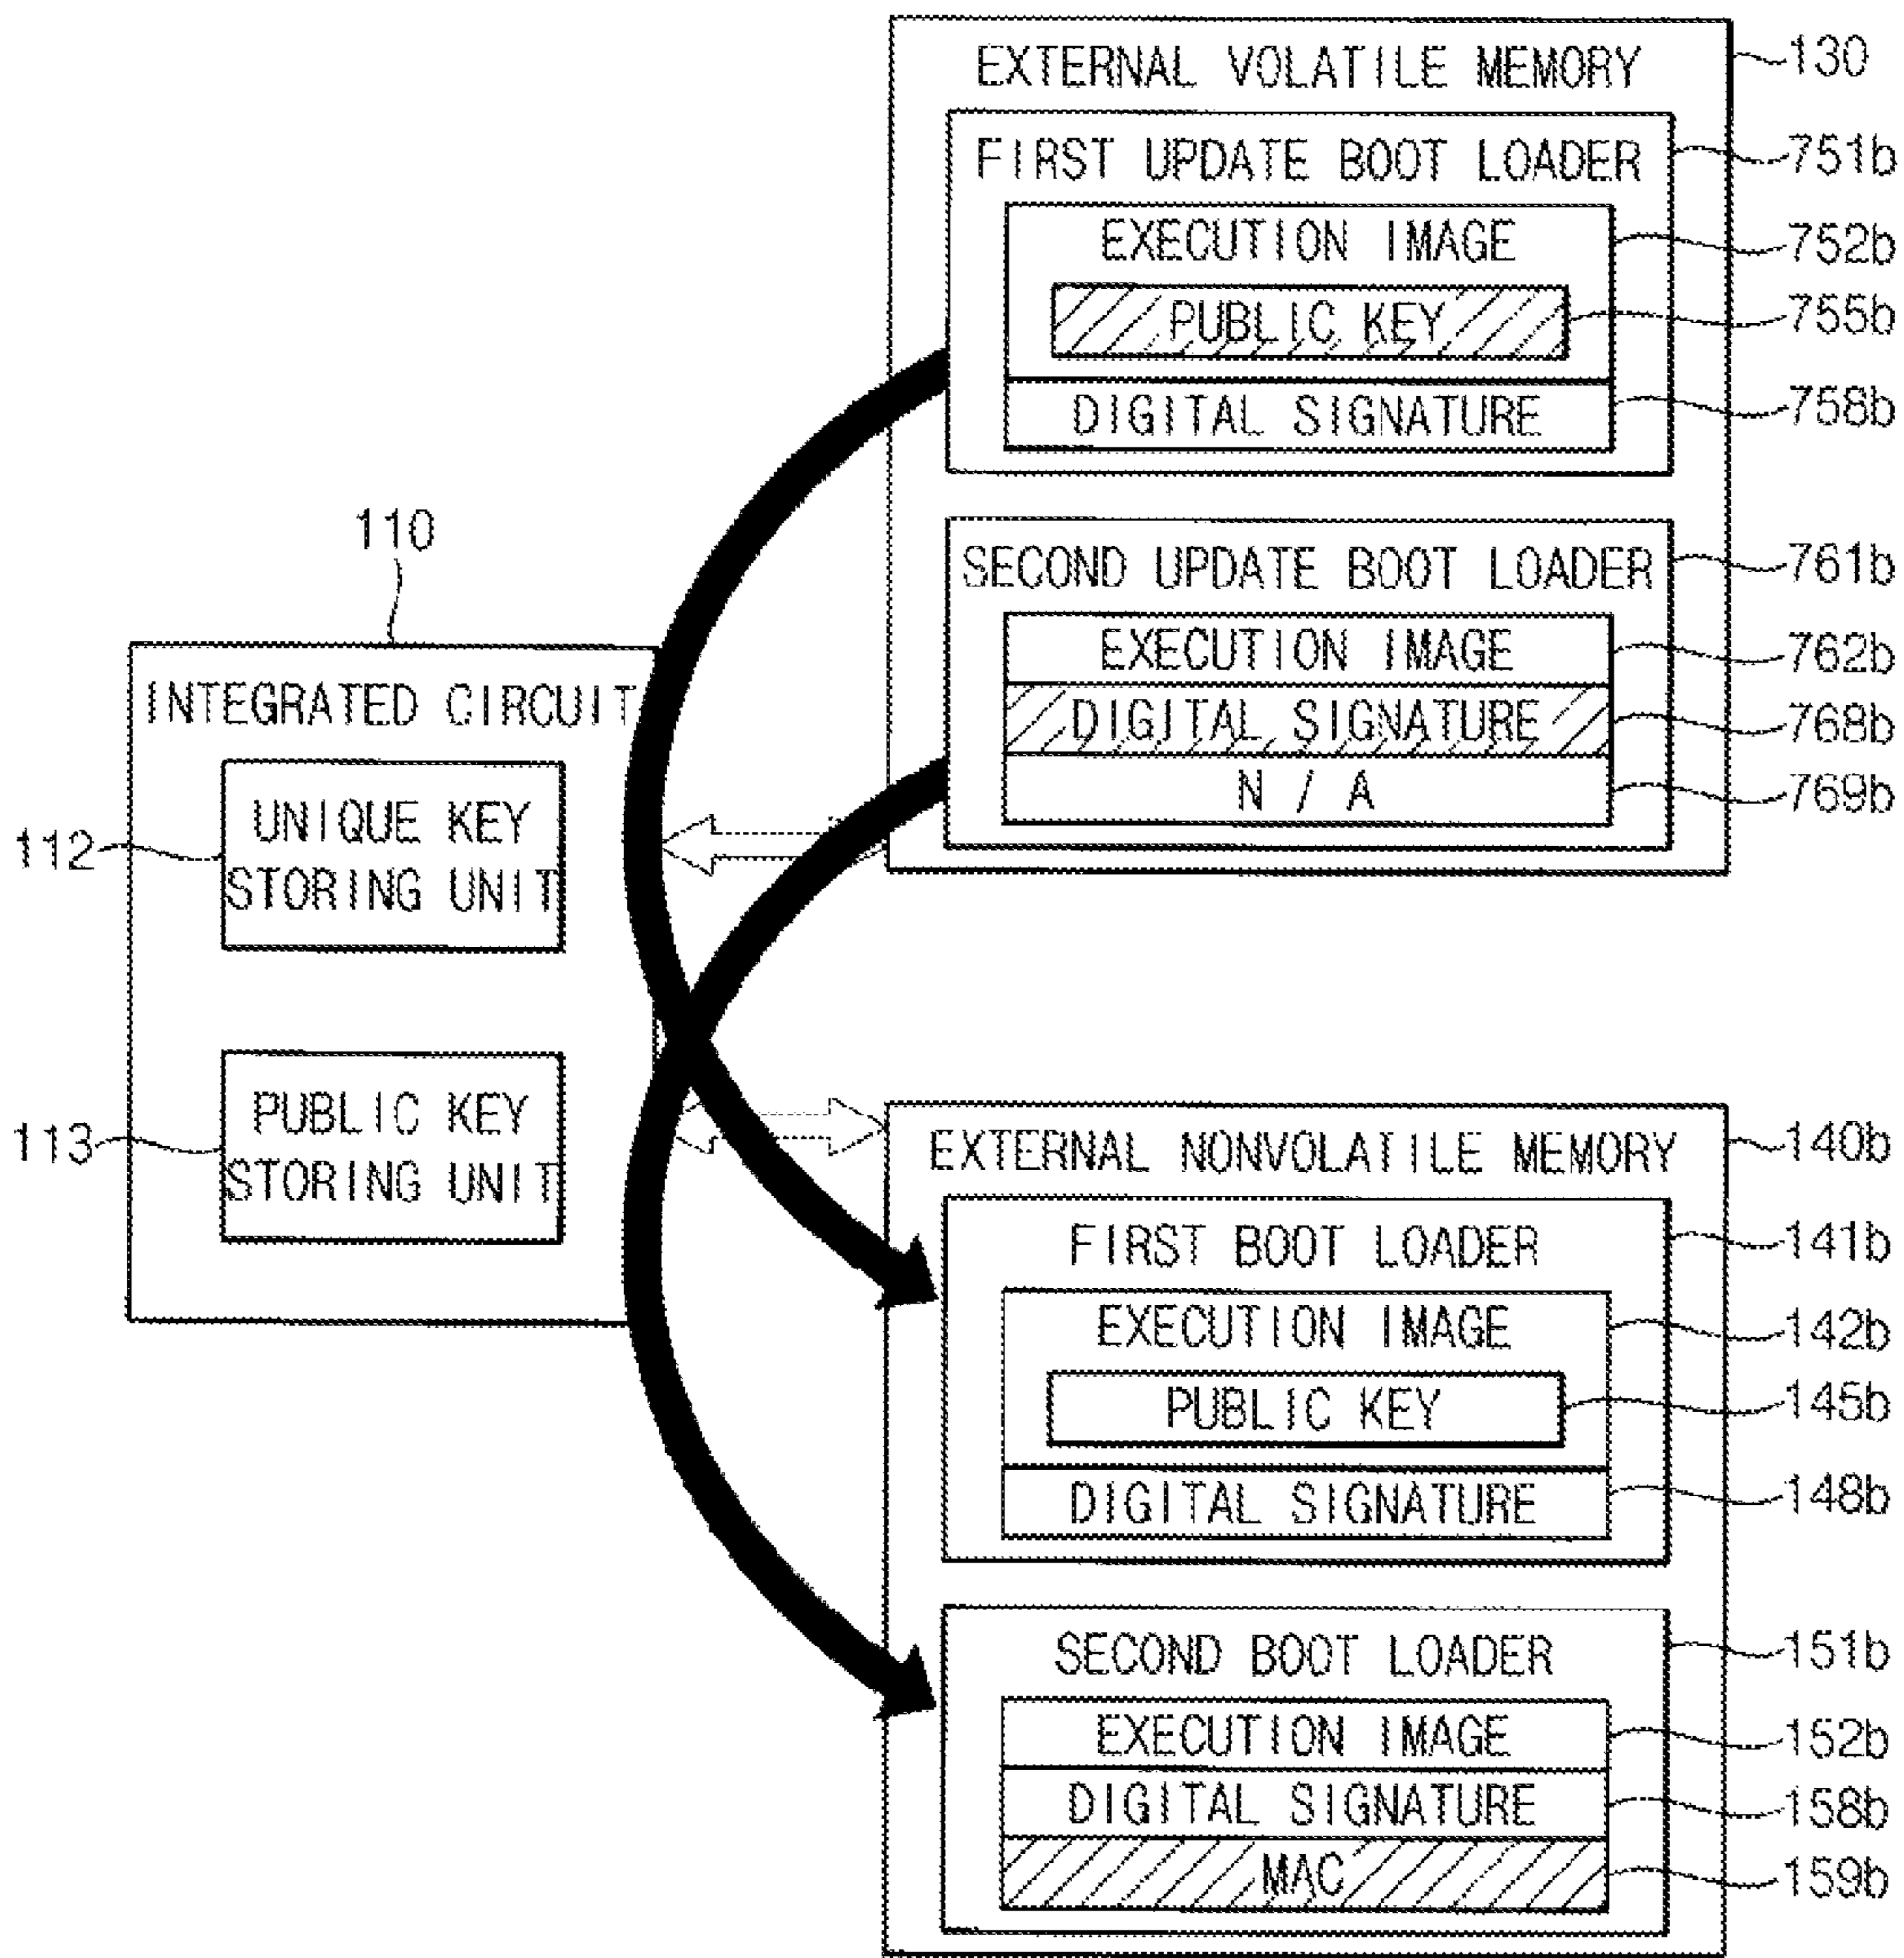 EXTERNAL VOLATILE MEMORY
130
FIRST UPDATE BOOT LOADER
751b
EXECUTION IMAGE
752b
PUBLIC KEY
755b
DIGITAL SIGNATURE
758b
SECOND UPDATE BOOT LOADER
761b
EXECUTION IMAGE
762b
DIGITAL SIGNATURE
768b
N / A
769b
110
INTEGRATED CIRCUIT
112
UNIQUE KEY
STORING UNIT
113
PUBLIC KEY
STORING UNIT
EXTERNAL NONVOLATILE MEMORY
140b
FIRST BOOT LOADER
141b
EXECUTION IMAGE
142b
PUBLIC KEY
145b
DIGITAL SIGNATURE
148b
SECOND BOOT LOADER
151b
EXECUTION IMAGE
152b
DIGITAL SIGNATURE
158b
MAC
159b